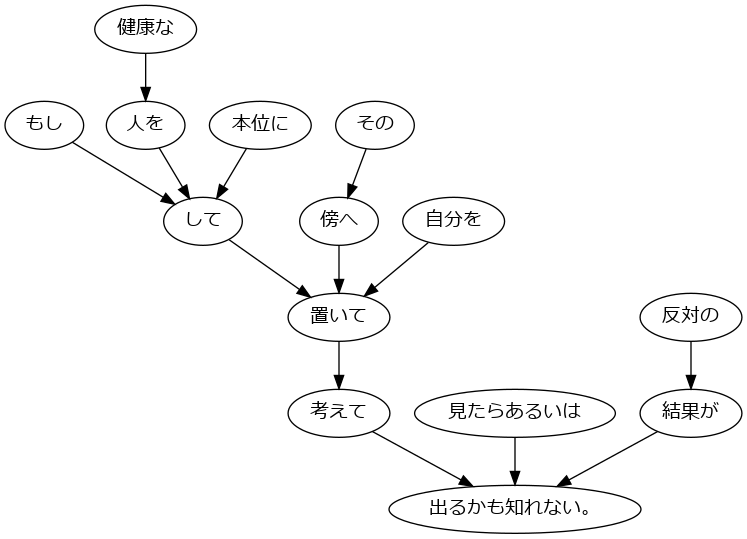 健康な
もし
人を
本位に
その
して
傍へ
自分を
置いて
反対の
考えて
見たらあるいは
結果が
出るかも知れない。